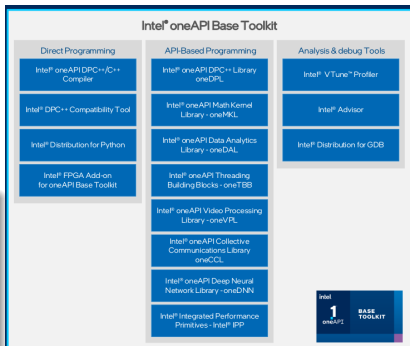 Intel® oneAPI Base Toolkit
Direct Programming
Intel® oneAPI DPC++/C++
Compiler
Intel® DPC++ Compatibility Tool
Intel® Distribution for Python
Intel® FPGA Add-on
for oneAPI Base Toolkit
API-Based Programming
Intel® oneAPI DPC++ Library
oneDPL
Intel® oneAPI Math Kernel
Library - oneMKL
Intel® oneAPI Data Analytics
Library - oneDAL
Intel® oneAPI Threading
Building Blocks - oneTBB
Intel® oneAPI Video Processing
Library - oneVPL
Intel® oneAPI Collective
Communications Library
oneCCL
Intel® oneAPI Deep Neural
Network Library - oneDNN
Intel® Integrated Performance
Primitives - Intel® IPP
Analysis & debug Tools
Intel® VTune™ Profiler
Intel® Advisor
Intel® Distribution for GDB
intel
1
oneAPI
BASE
TOOLKIT